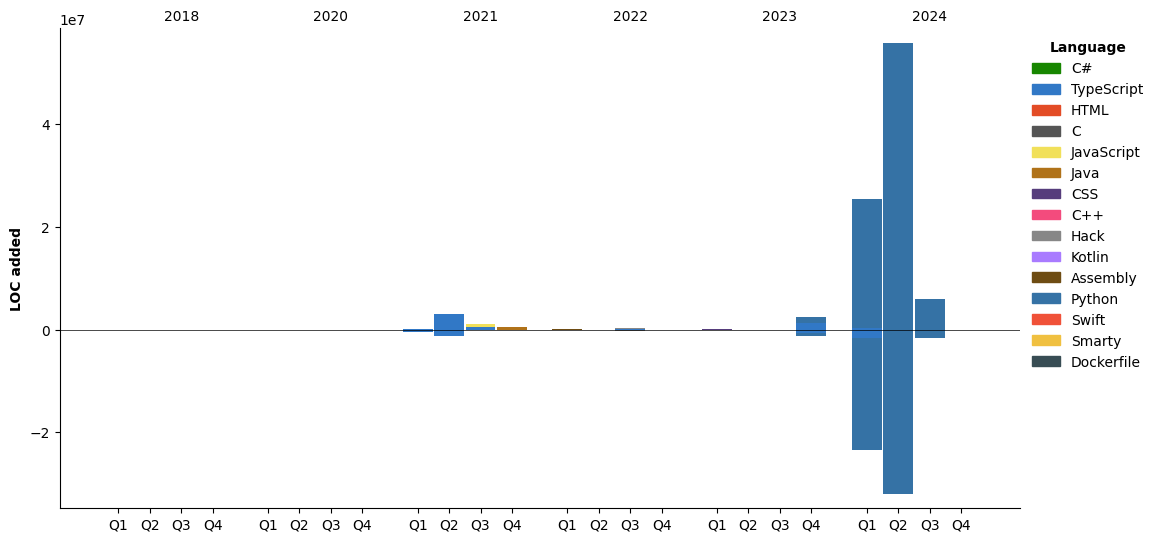 1e7
2018 2020 2021 2022 2023 2024
LOC added
4
2
0
−2
Q1 Q2 Q3 Q4 Q1 Q2 Q3 Q4 Q1 Q2 Q3 Q4 Q1 Q2 Q3 Q4 Q1 Q2 Q3 Q4 Q1 Q2 Q3 Q4
Language
C#
TypeScript
HTML
C
JavaScript
Java
CSS
C++
Hack
Kotlin
Assembly
Python
Swift
Smarty
Dockerfile